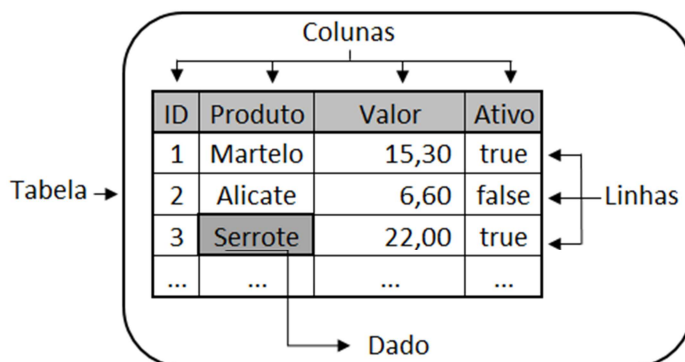 Colunas
ID Produto Valor Ativo
1 Martelo 15,30 true
Tabela 2 Alicate 6,60 false Linhas
3 Serrote 22,00 true
... ... ... ...
Dado